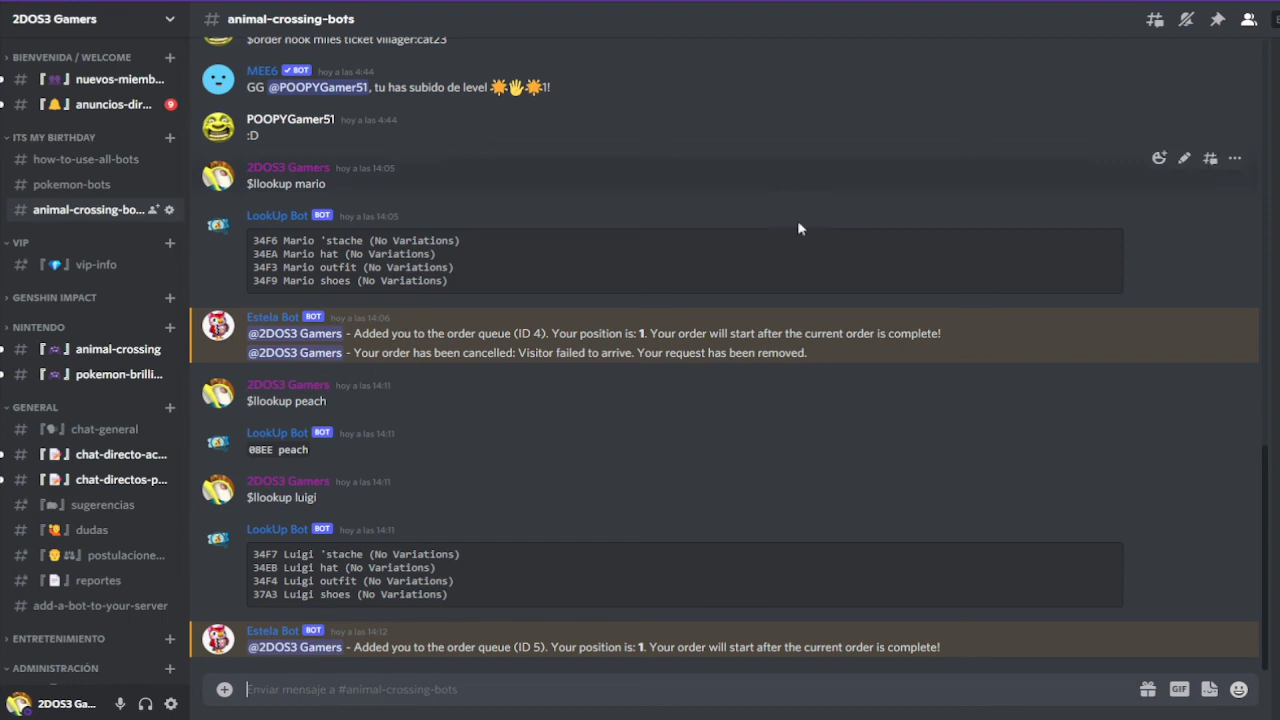 2DOS3 Gamers
BIENVENIDA / WELCOME
『👥』 nuevos-miemb...
『🔔』 anuncios-dir...
9
ITS MY BIRTHDAY
how-to-use-all-bots
pokemon-bots
animal-crossing-bo...
VIP
『💎』 vip-info
GENSHIN IMPACT
NINTENDO
『👾』 animal-crossing
『👾』 pokemon-brilli...
GENERAL
『🗣』 chat-general
『📝』 chat-directo-ac...
『📝』 chat-directos-p...
『📨』 sugerencias
『🙋』 dudas
『👴⚖』 postulacione...
『📄』 reportes
add-a-bot-to-your-server
ENTRETENIMIENTO
ADMINISTRACIÓN
2DOS3 Ga...
# animal-crossing-bots
$order nook miles ticket villager:cat23
MEE6 ✔ BOT hoy a las 4:44
GG @POOPYGamer51, tu has subido de level 🌟🖐🌟1!
POOPYGamer51 hoy a las 4:44
:D
2DOS3 Gamers hoy a las 14:05
$llookup mario
LookUp Bot BOT hoy a las 14:05
34F6 Mario 'stache (No Variations)
34EA Mario hat (No Variations)
34F3 Mario outfit (No Variations)
34F9 Mario shoes (No Variations)
Estela Bot BOT hoy a las 14:06
@2DOS3 Gamers - Added you to the order queue (ID 4). Your position is: 1. Your order will start after the current order is complete!
@2DOS3 Gamers - Your order has been cancelled: Visitor failed to arrive. Your request has been removed.
2DOS3 Gamers hoy a las 14:11
$llookup peach
LookUp Bot BOT hoy a las 14:11
08EE peach
2DOS3 Gamers hoy a las 14:11
$llookup luigi
LookUp Bot BOT hoy a las 14:11
34F7 Luigi 'stache (No Variations)
34EB Luigi hat (No Variations)
34F4 Luigi outfit (No Variations)
37A3 Luigi shoes (No Variations)
Estela Bot BOT hoy a las 14:12
@2DOS3 Gamers - Added you to the order queue (ID 5). Your position is: 1. Your order will start after the current order is complete!
Enviar mensaje a #animal-crossing-bots
GIF